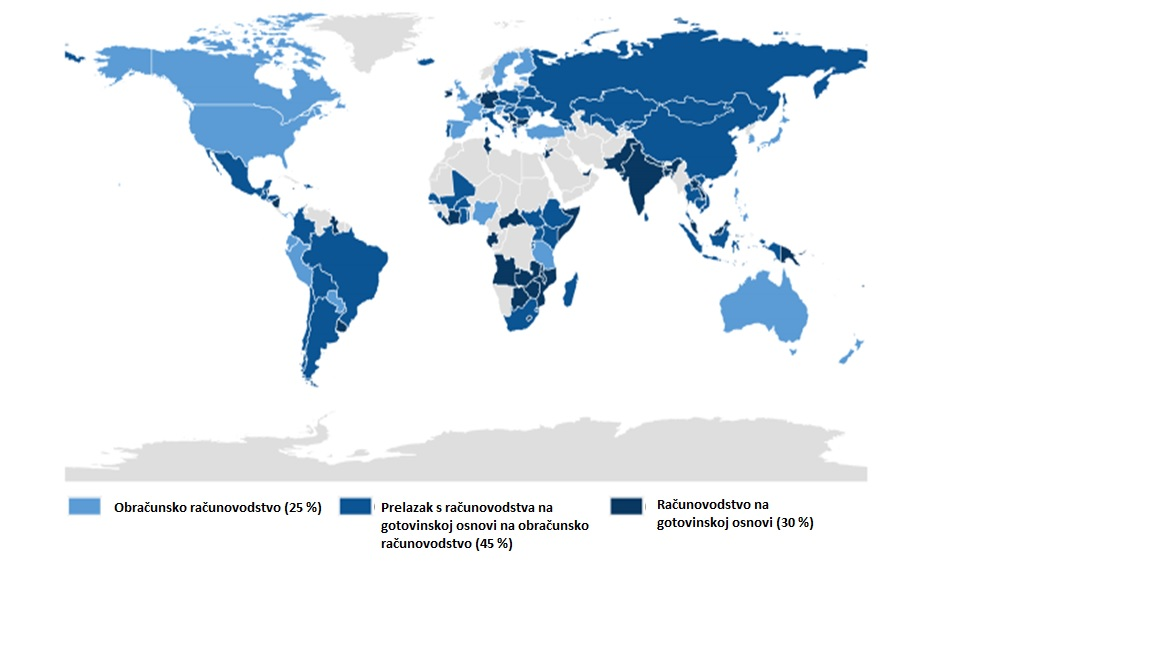 Obračunsko računovodstvo (25 %)
Prelazak s računovodstva na
gotovinskoj osnovi na obračunsko
računovodstvo (45 %)
Računovodstvo na
gotovinskoj osnovi (30 %)